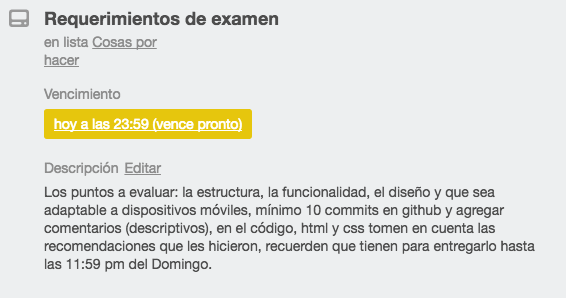 Requerimientos de examen
en lista Cosas por
hacer
Vencimiento
hoy a las 23:59 (vence pronto)
Descripción Editar
Los puntos a evaluar: la estructura, la funcionalidad, el diseño y que sea
adaptable a dispositivos móviles, mínimo 10 commits en github y agregar
comentarios (descriptivos), en el código, html y css tomen en cuenta las
recomendaciones que les hicieron, recuerden que tienen para entregarlo hasta
las 11:59 pm del Domingo.